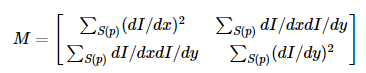 M = [ ∑_{S(p)} (dI/dx)²   ∑_{S(p)} dI/dxdI/dy
∑_{S(p)} dI/dxdI/dy   ∑_{S(p)} (dI/dy)² ]